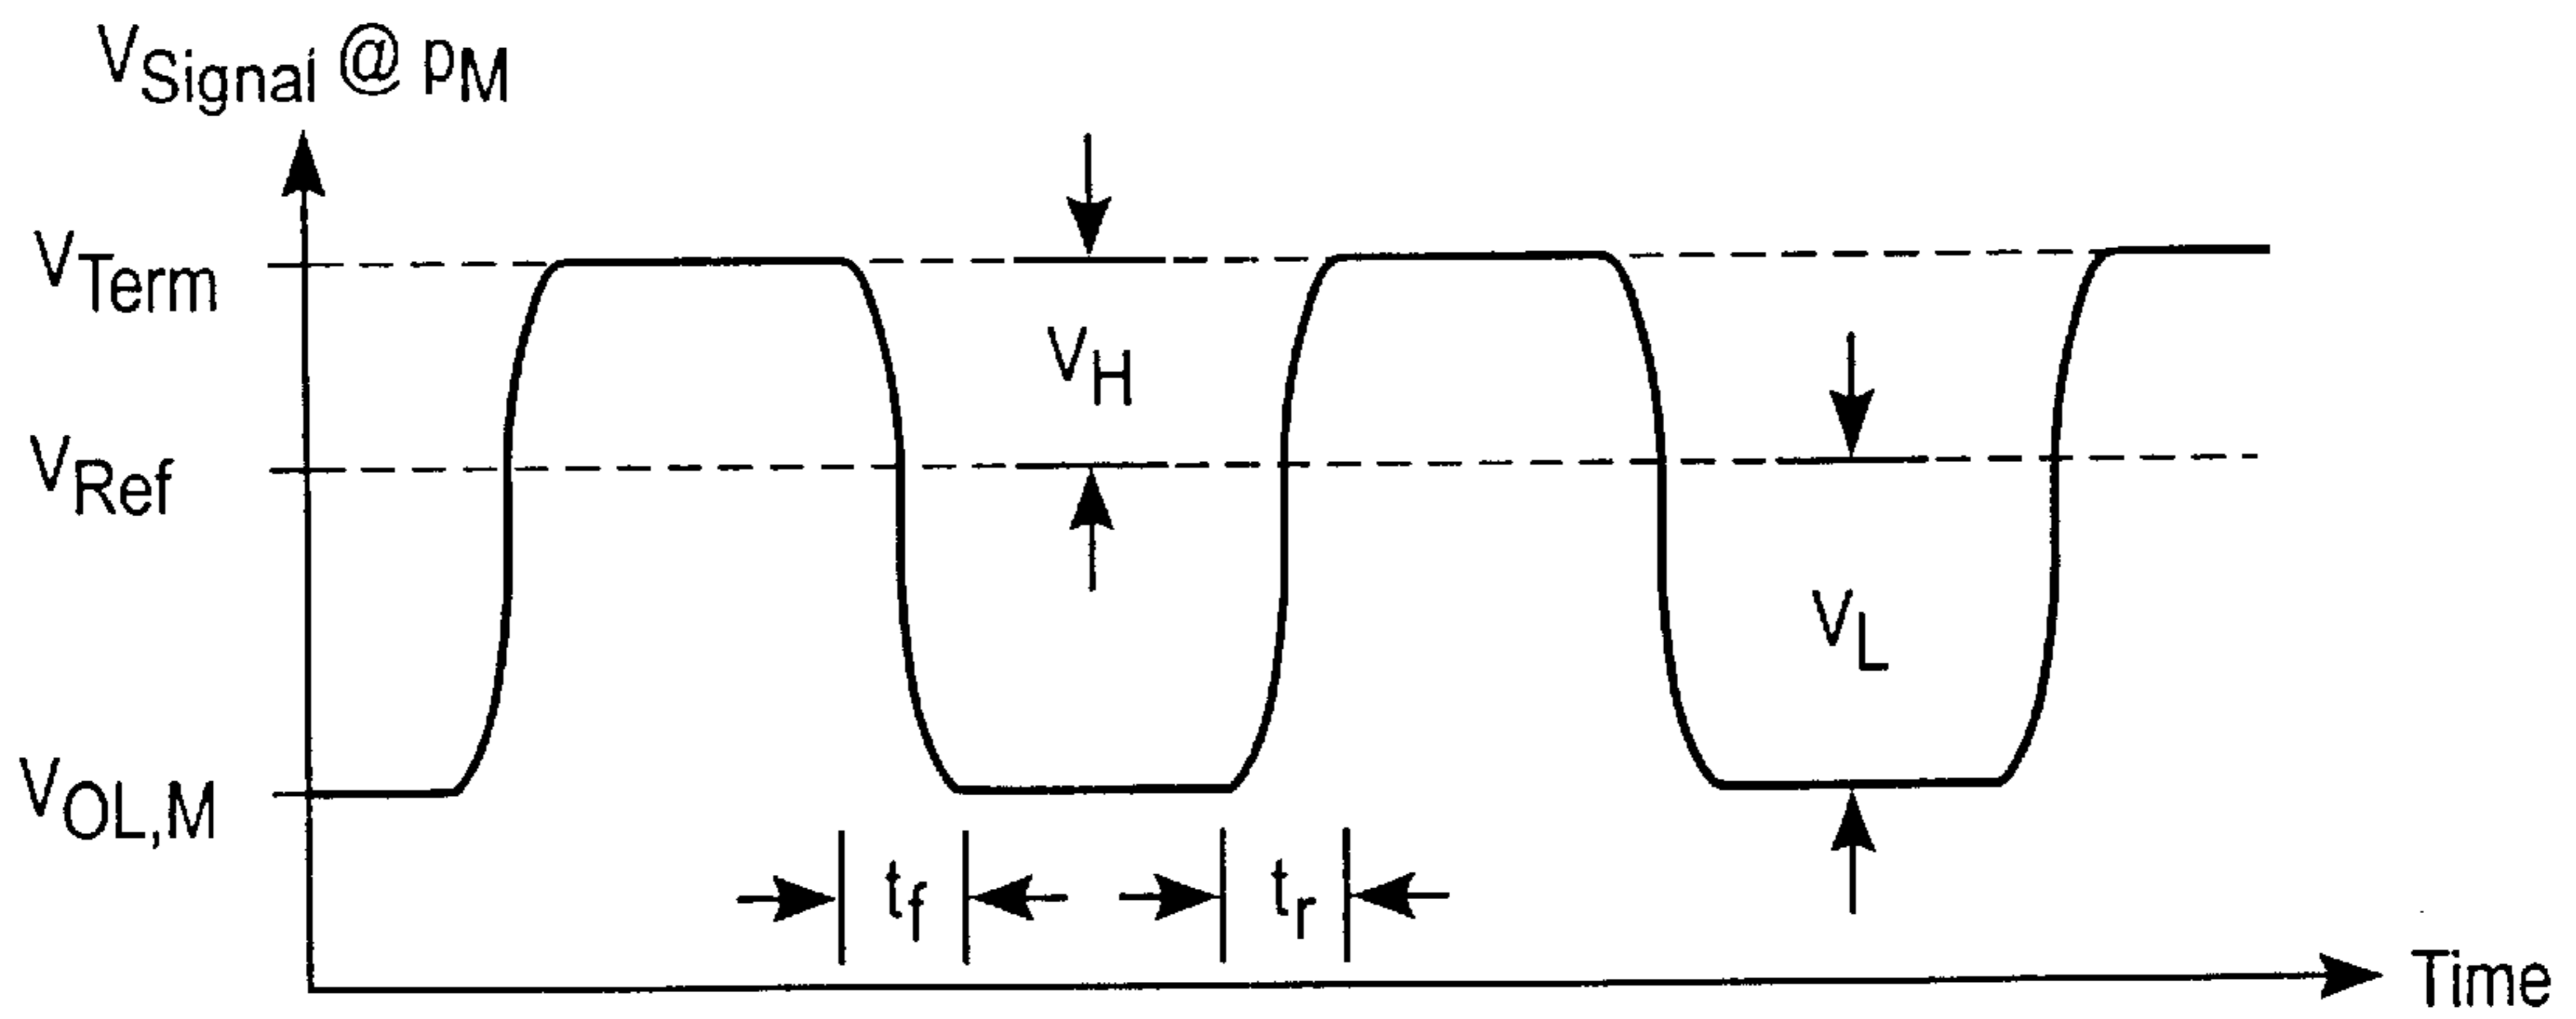 VSignal @ pM
VTerm
VH
VRef
VL
VOL,M
tf
tr
Time